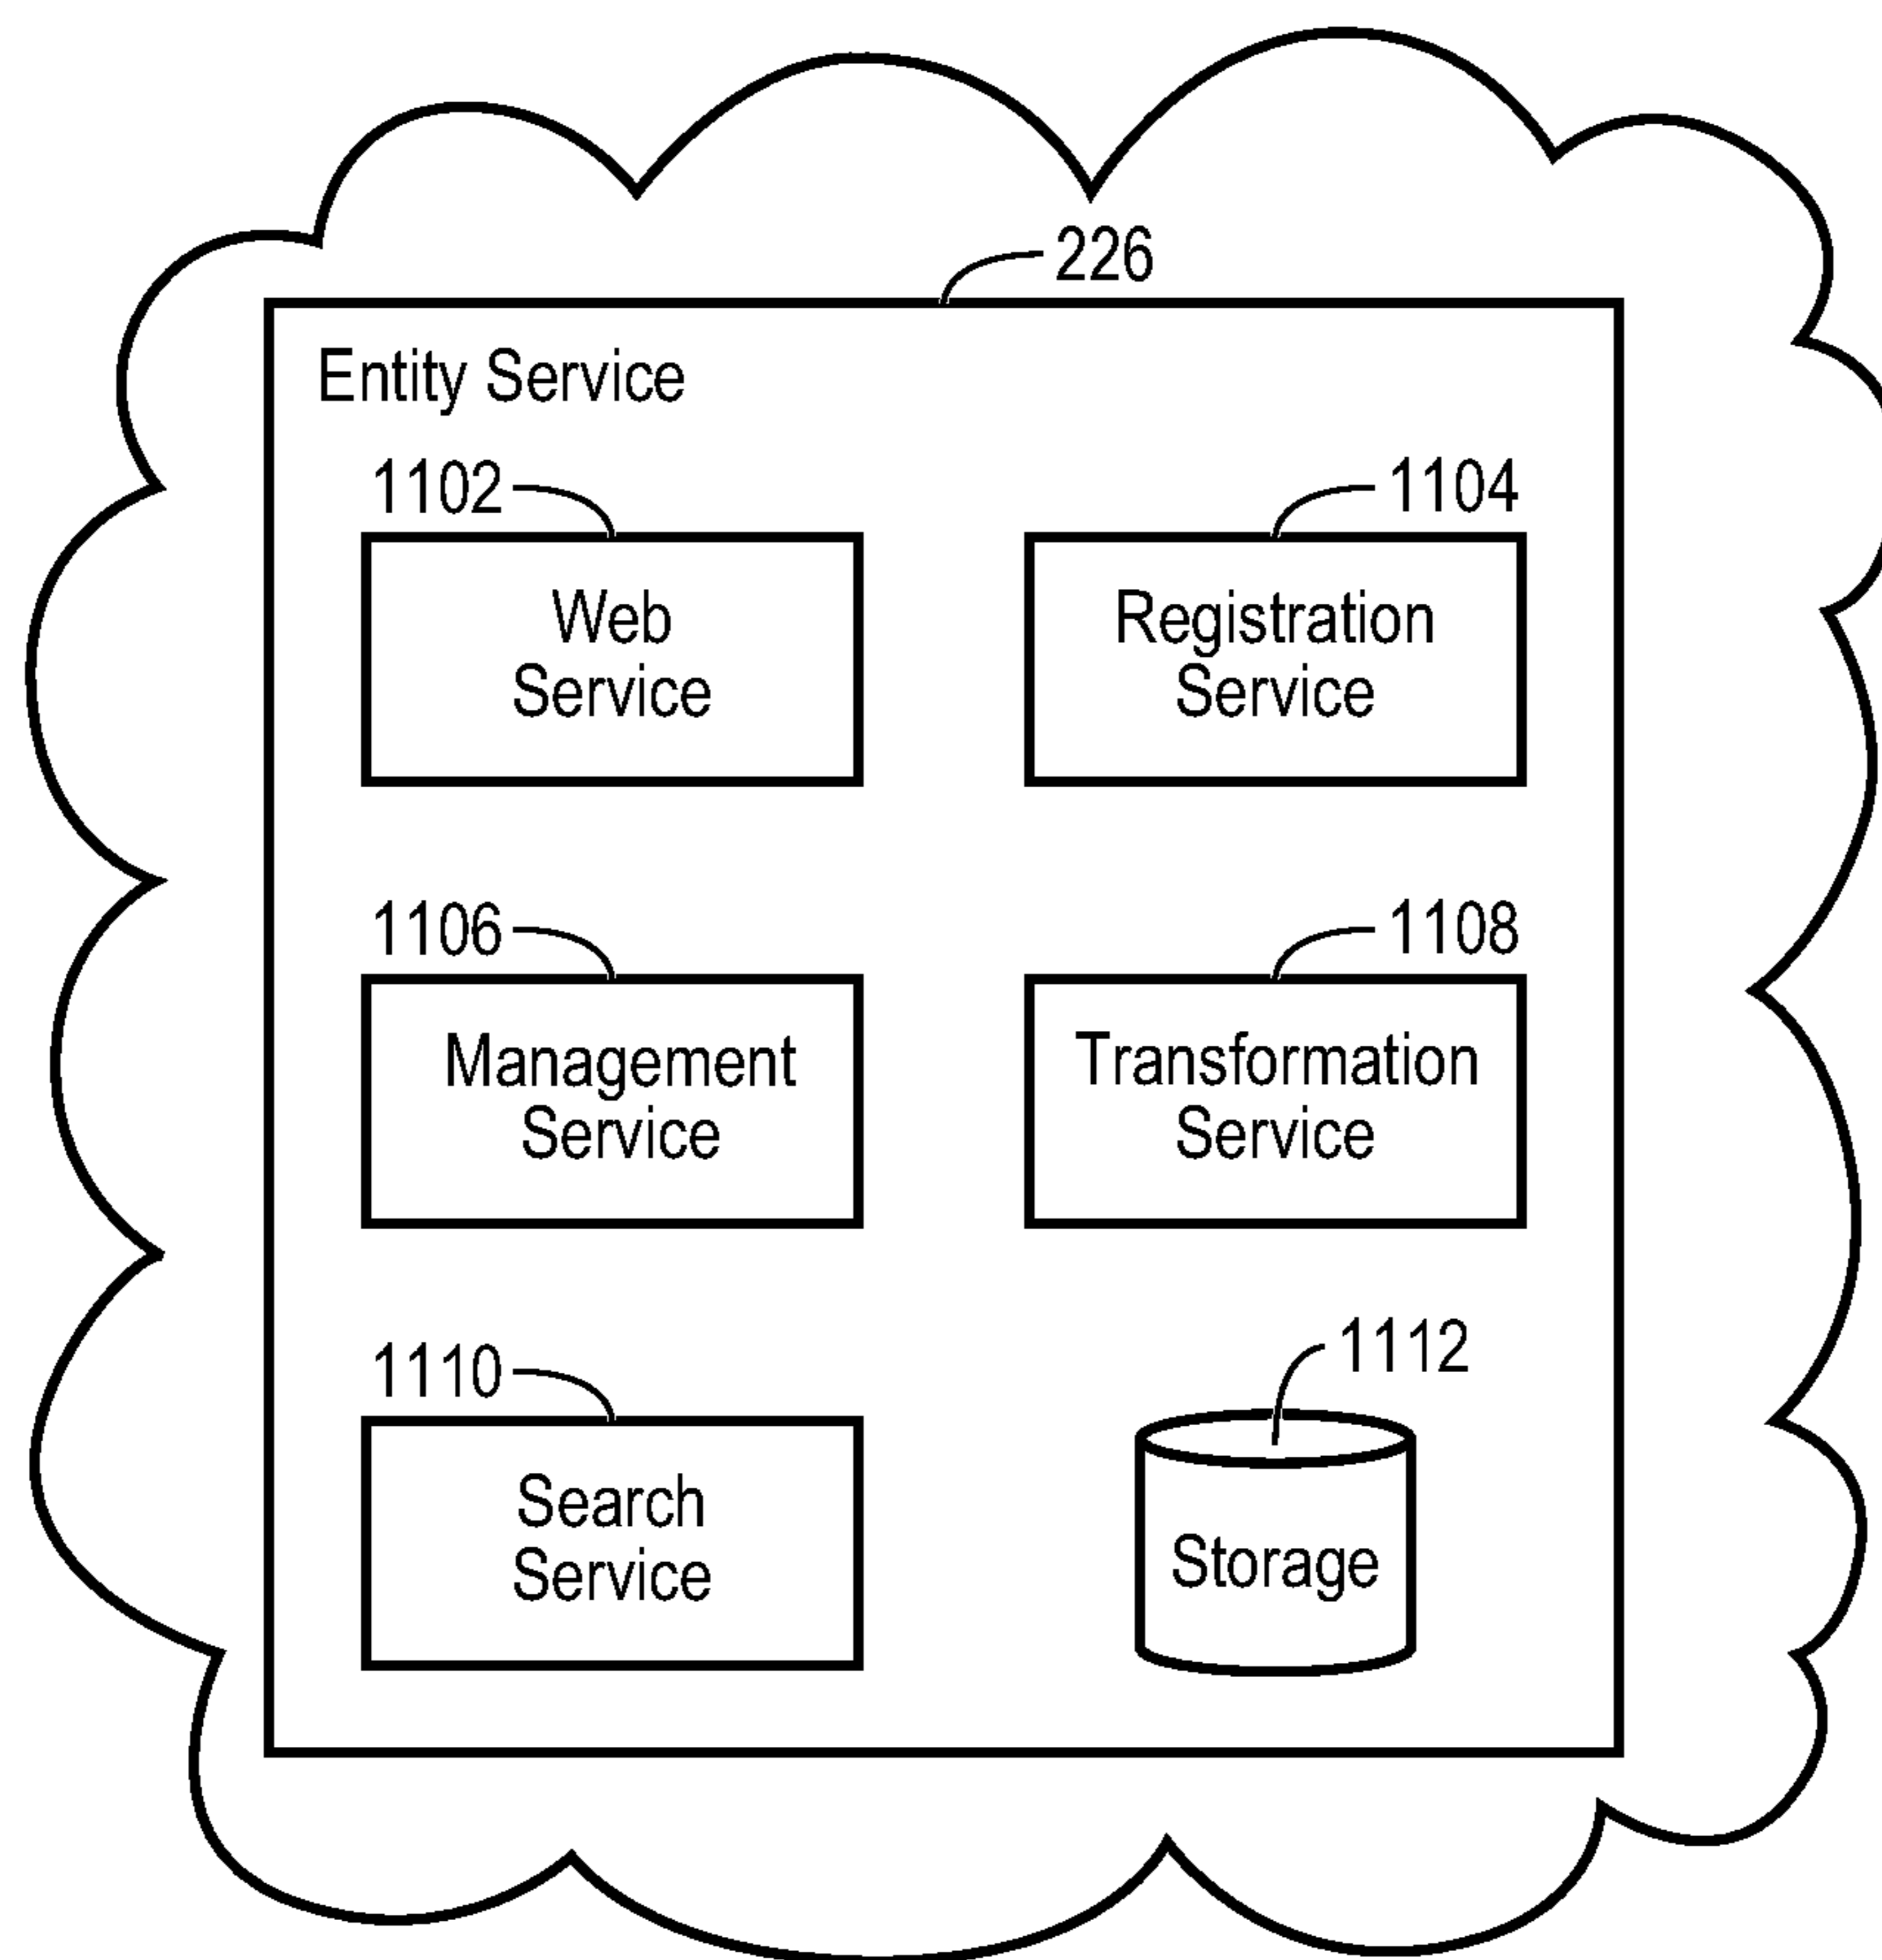 226
Entity Service
1102
1104
Web
Service
Registration
Service
1106
1108
Management
Service
Transformation
Service
1110
1112
Search
Service
Storage